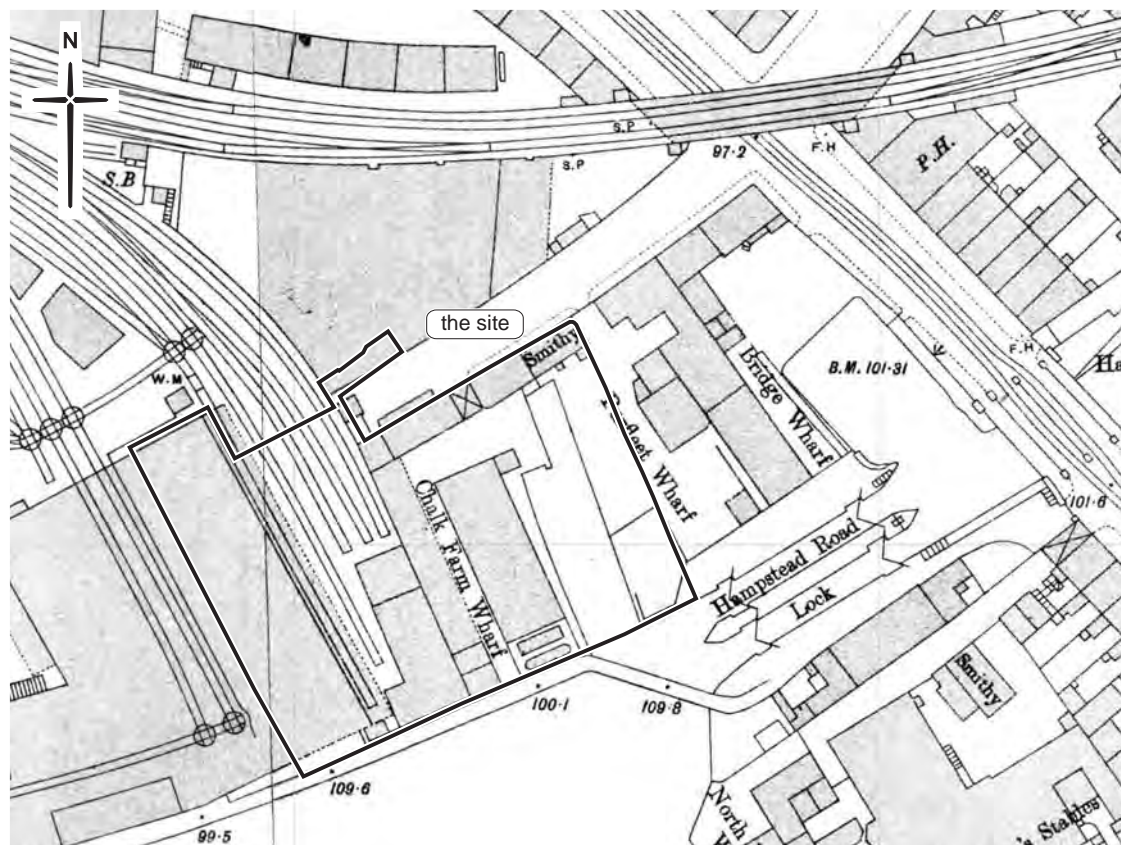 N
S.P
97·2
F.H
P.H.
S.P
S.B
the site
W.M
Smithy
F.H
Ha
B.M. 101·31
Bridge Wharf
Wharf
Chalk Farm Wharf
101·6
Hampstead Road
Lock
Smithy
100·1
109·8
109·6
99·5
North
W
's Stables